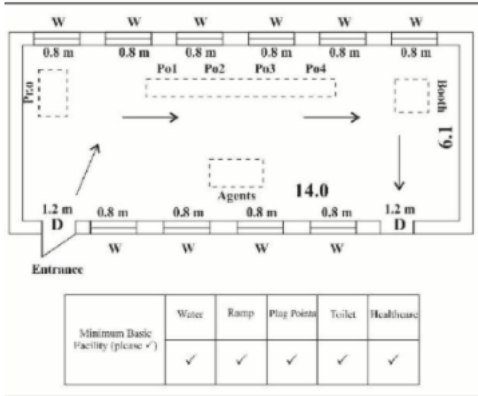 W W W W W W
0.8 m 0.8 m 0.8 m 0.8 m 0.8 m 0.8 m
Po1 Po2 Po3 Po4
Pr.o
Booth
6.1
14.0
Agents
1.2 m 0.8 m 0.8 m 0.8 m 0.8 m 1.2 m
D D
W W W W
Entrance
Water Ramp Plag Points Toilet Healthcare
Minimum Basic
Facility (please ✓) ✓ ✓ ✓ ✓ ✓